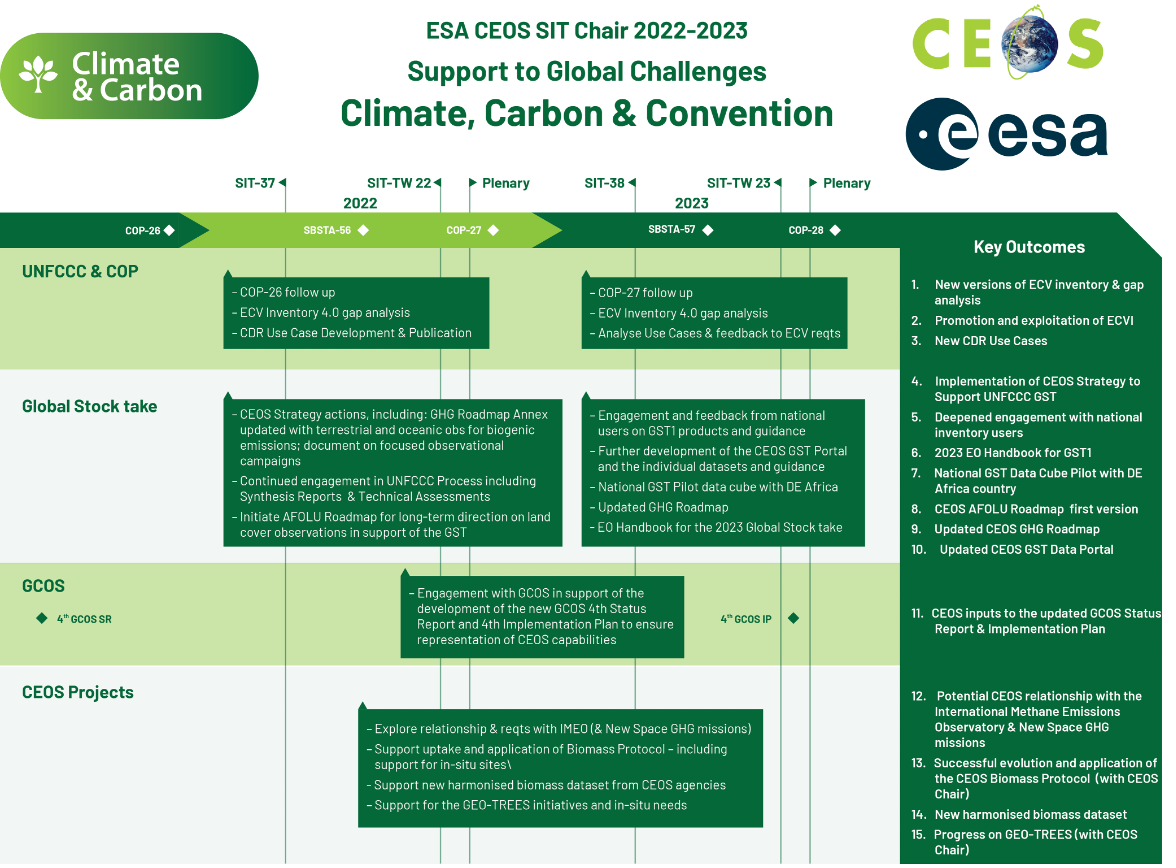 Climate
& Carbon
ESA CEOS SIT Chair 2022-2023
Support to Global Challenges
Climate, Carbon & Convention
CEOS
esa
SIT-37
SIT-TW 22
Plenary
SIT-38
SIT-TW 23
Plenary
2022
2023
COP-26
SBSTA-56
COP-27
SBSTA-57
COP-28
UNFCCC & COP
– COP-26 follow up
– ECV Inventory 4.0 gap analysis
– CDR Use Case Development & Publication
– COP-27 follow up
– ECV Inventory 4.0 gap analysis
– Analyse Use Cases & feedback to ECV reqts
Global Stock take
– CEOS Strategy actions, including: GHG Roadmap Annex
updated with terrestrial and oceanic obs for biogenic
emissions; document on focused observational
campaigns
– Continued engagement in UNFCCC Process including
Synthesis Reports & Technical Assessments
– Initiate AFOLU Roadmap for long-term direction on land
cover observations in support of the GST
– Engagement and feedback from national
users on GST1 products and guidance
– Further development of the CEOS GST Portal
and the individual datasets and guidance
– National GST Pilot data cube with DE Africa
– Updated GHG Roadmap
– EO Handbook for the 2023 Global Stock take
GCOS
4th GCOS SR
– Engagement with GCOS in support of the
development of the new GCOS 4th Status
Report and 4th Implementation Plan to ensure
representation of CEOS capabilities
4th GCOS IP
CEOS Projects
– Explore relationship & reqts with IMEO (& New Space GHG missions)
– Support uptake and application of Biomass Protocol – including
support for in-situ sites\
- Support new harmonised biomass dataset from CEOS agencies
– Support for the GEO-TREES initiatives and in-situ needs
Key Outcomes
1. New versions of ECV inventory & gap
analysis
2. Promotion and exploitation of ECVI
3. New CDR Use Cases
4. Implementation of CEOS Strategy to
Support UNFCCC GST
5. Deepened engagement with national
inventory users
6. 2023 EO Handbook for GST1
7. National GST Data Cube Pilot with DE
Africa country
8. CEOS AFOLU Roadmap first version
9. Updated CEOS GHG Roadmap
10. Updated CEOS GST Data Portal
11. CEOS inputs to the updated GCOS Status
Report & Implementation Plan
12. Potential CEOS relationship with the
International Methane Emissions
Observatory & New Space GHG
missions
13. Successful evolution and application of
the CEOS Biomass Protocol (with CEOS
Chair)
14. New harmonised biomass dataset
15. Progress on GEO-TREES (with CEOS
Chair)